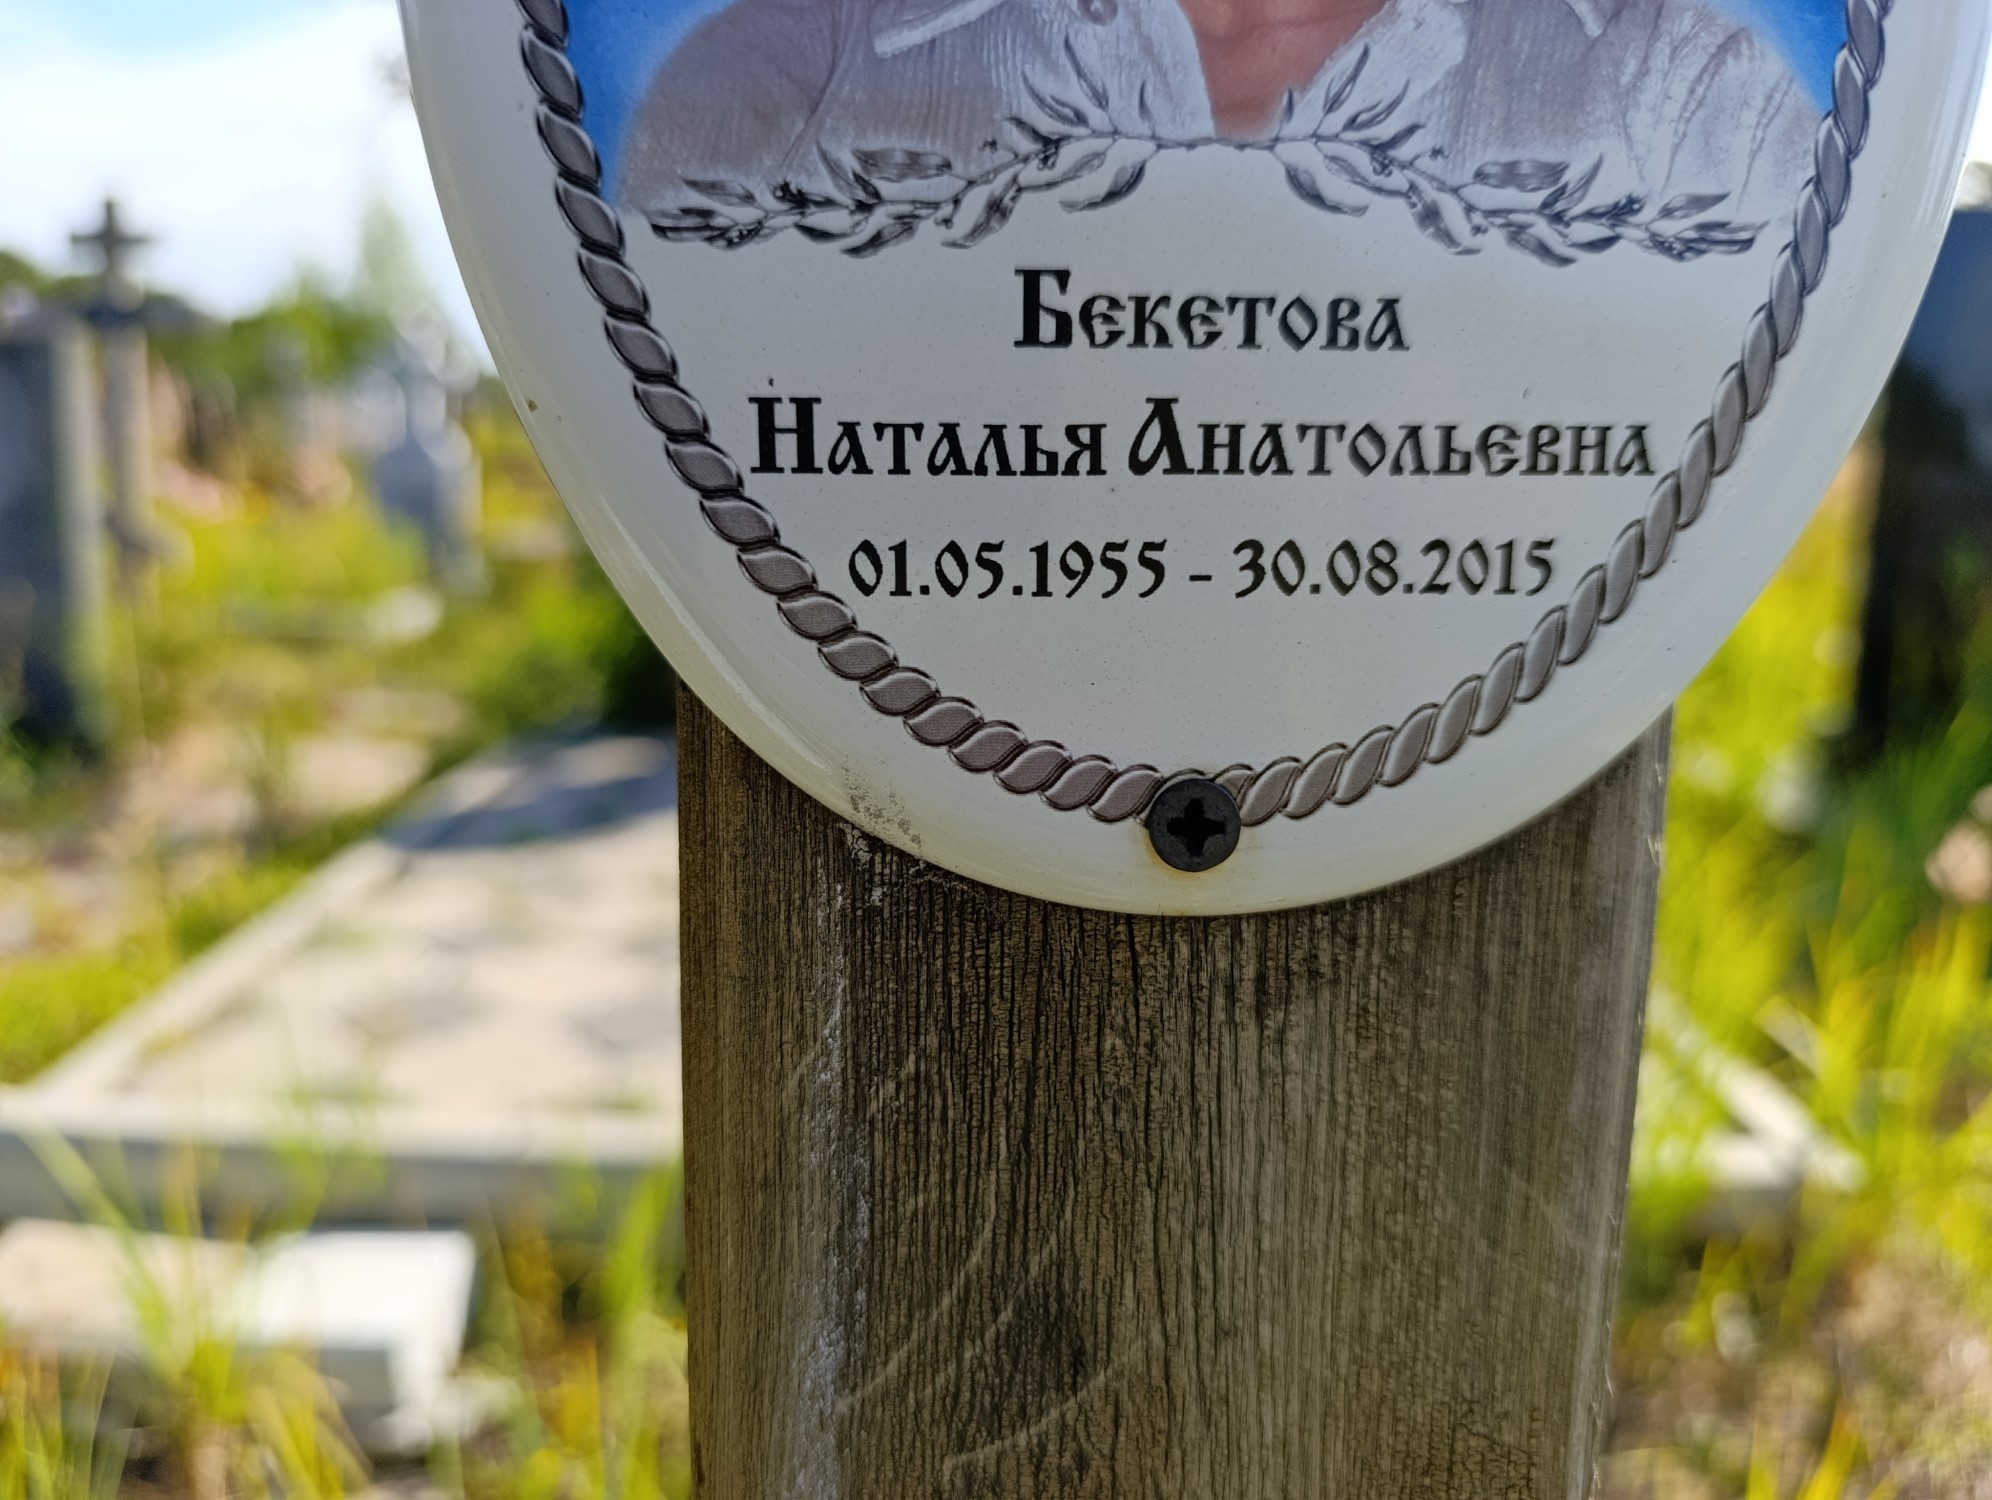 Бекетова
Наталья Анатольевна
01.05.1955 - 30.08.2015